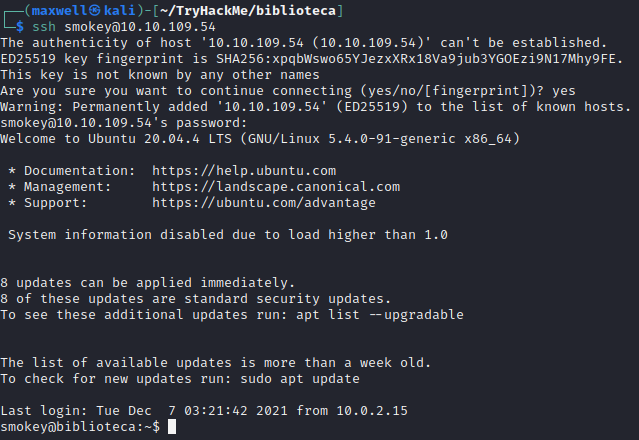 ┌──(maxwell㉿kali)-[~/TryHackMe/biblioteca]
└─$ ssh smokey@10.10.109.54
The authenticity of host '10.10.109.54 (10.10.109.54)' can't be established.
ED25519 key fingerprint is SHA256:xpqbWswo65YJezxXRx18Va9jub3YGOEzi9N17Mhy9FE.
This key is not known by any other names
Are you sure you want to continue connecting (yes/no/[fingerprint])? yes
Warning: Permanently added '10.10.109.54' (ED25519) to the list of known hosts.
smokey@10.10.109.54's password:
Welcome to Ubuntu 20.04.4 LTS (GNU/Linux 5.4.0-91-generic x86_64)
* Documentation:  https://help.ubuntu.com
* Management:     https://landscape.canonical.com
* Support:        https://ubuntu.com/advantage
System information disabled due to load higher than 1.0
8 updates can be applied immediately.
8 of these updates are standard security updates.
To see these additional updates run: apt list --upgradable
The list of available updates is more than a week old.
To check for new updates run: sudo apt update
Last login: Tue Dec  7 03:21:42 2021 from 10.0.2.15
smokey@biblioteca:~$